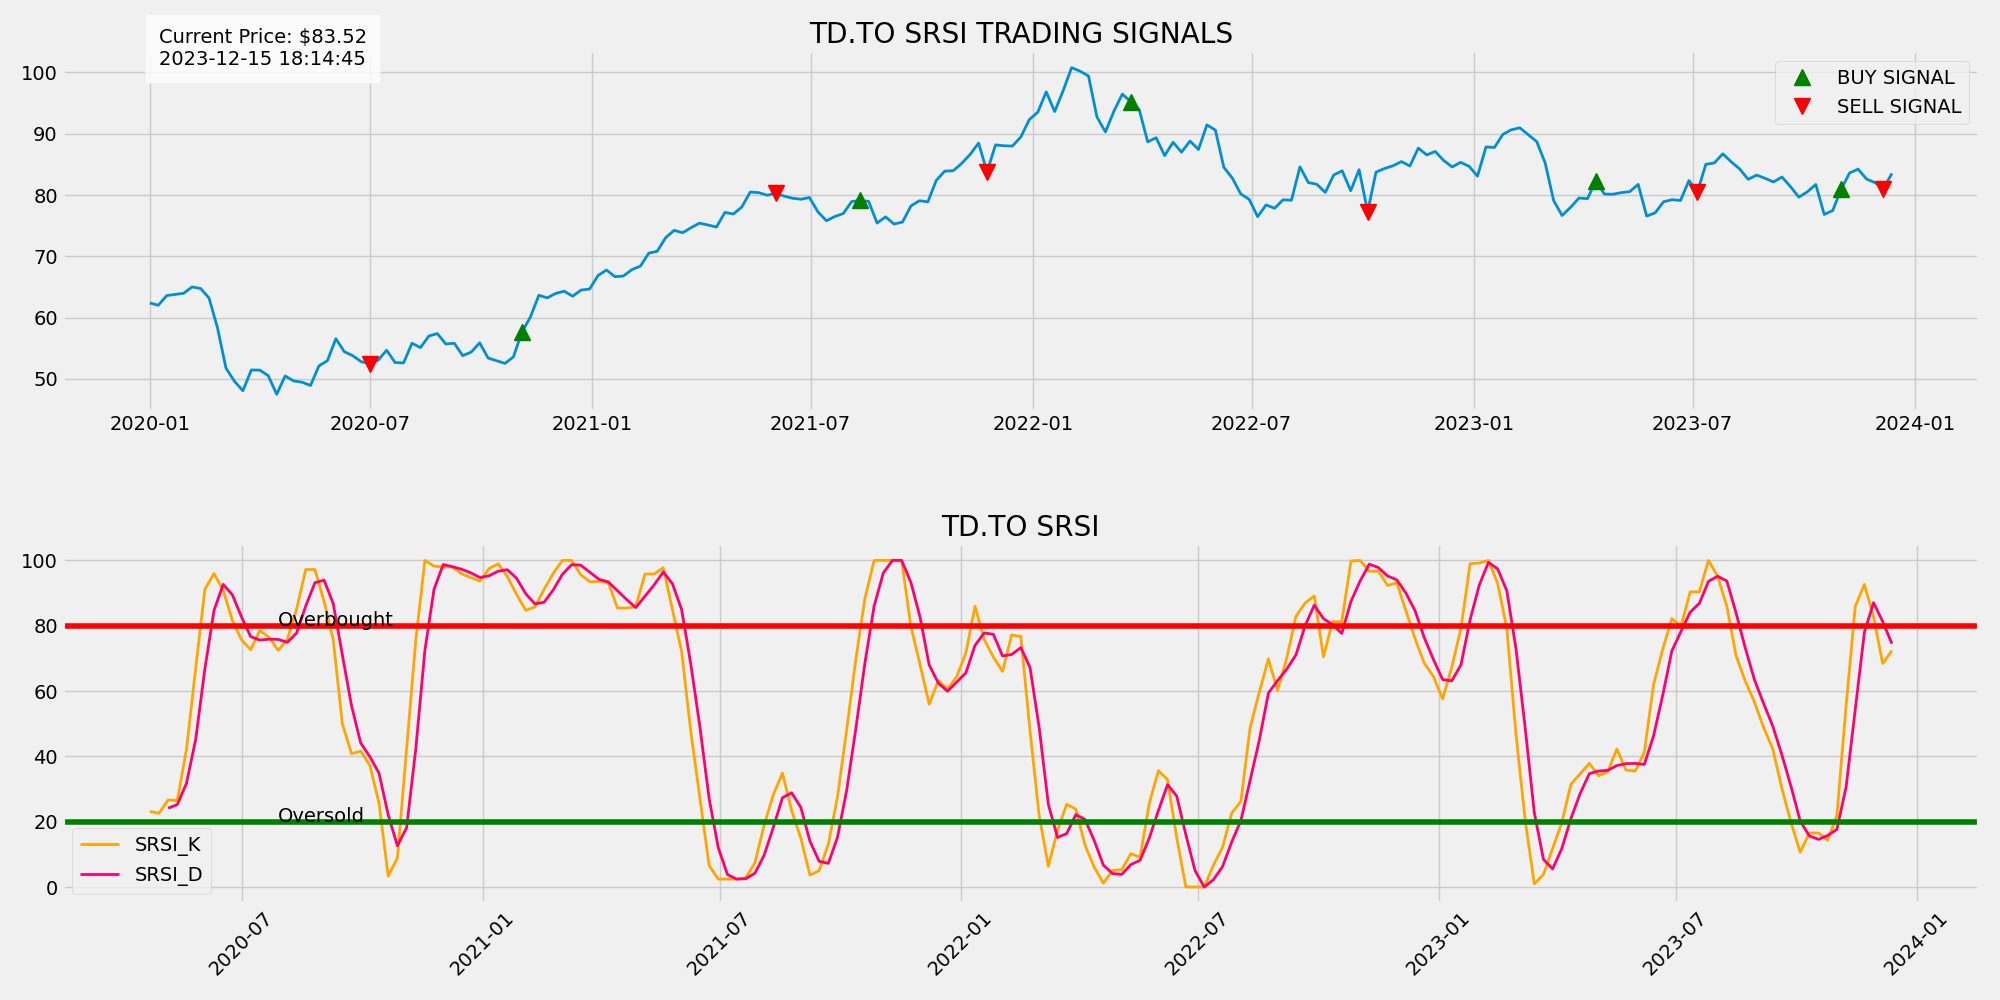 TD.TO SRSI TRADING SIGNALS
Current Price: $83.52
2023-12-15 18:14:45
BUY SIGNAL
SELL SIGNAL
100
90
80
70
60
50
2020-01 2020-07 2021-01 2021-07 2022-01 2022-07 2023-01 2023-07 2024-01
TD.TO SRSI
100
80
60
40
20
0
Overbought
Oversold
SRSI_K
SRSI_D
2020-07 2021-01 2021-07 2022-01 2022-07 2023-01 2023-07 2024-01